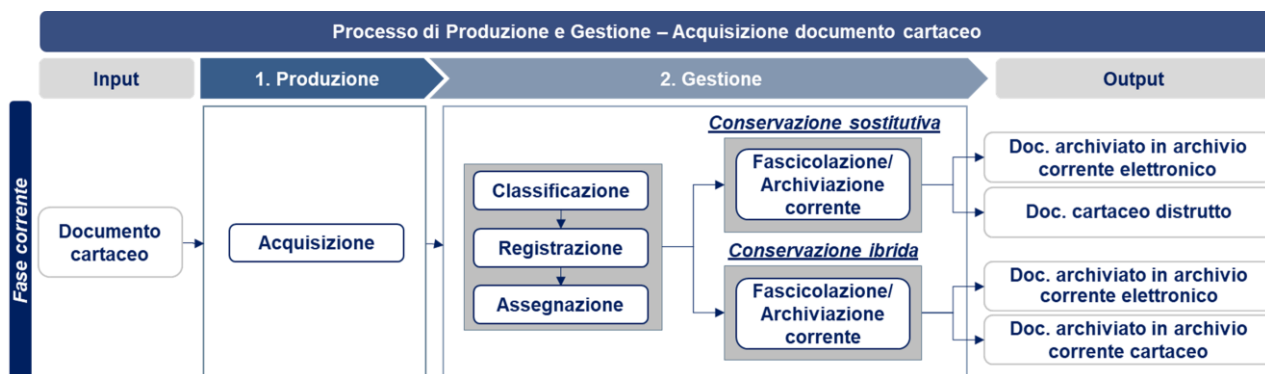 Processo di Produzione e Gestione – Acquisizione documento cartaceo
Input
1. Produzione
2. Gestione
Output
Fase corrente
Documento
cartaceo
Acquisizione
Classificazione
Registrazione
Assegnazione
Conservazione sostitutiva
Fascicolazione/
Archiviazione
corrente
Conservazione ibrida
Fascicolazione/
Archiviazione
corrente
Doc. archiviato in archivio
corrente elettronico
Doc. cartaceo distrutto
Doc. archiviato in archivio
corrente elettronico
Doc. archiviato in archivio
corrente cartaceo